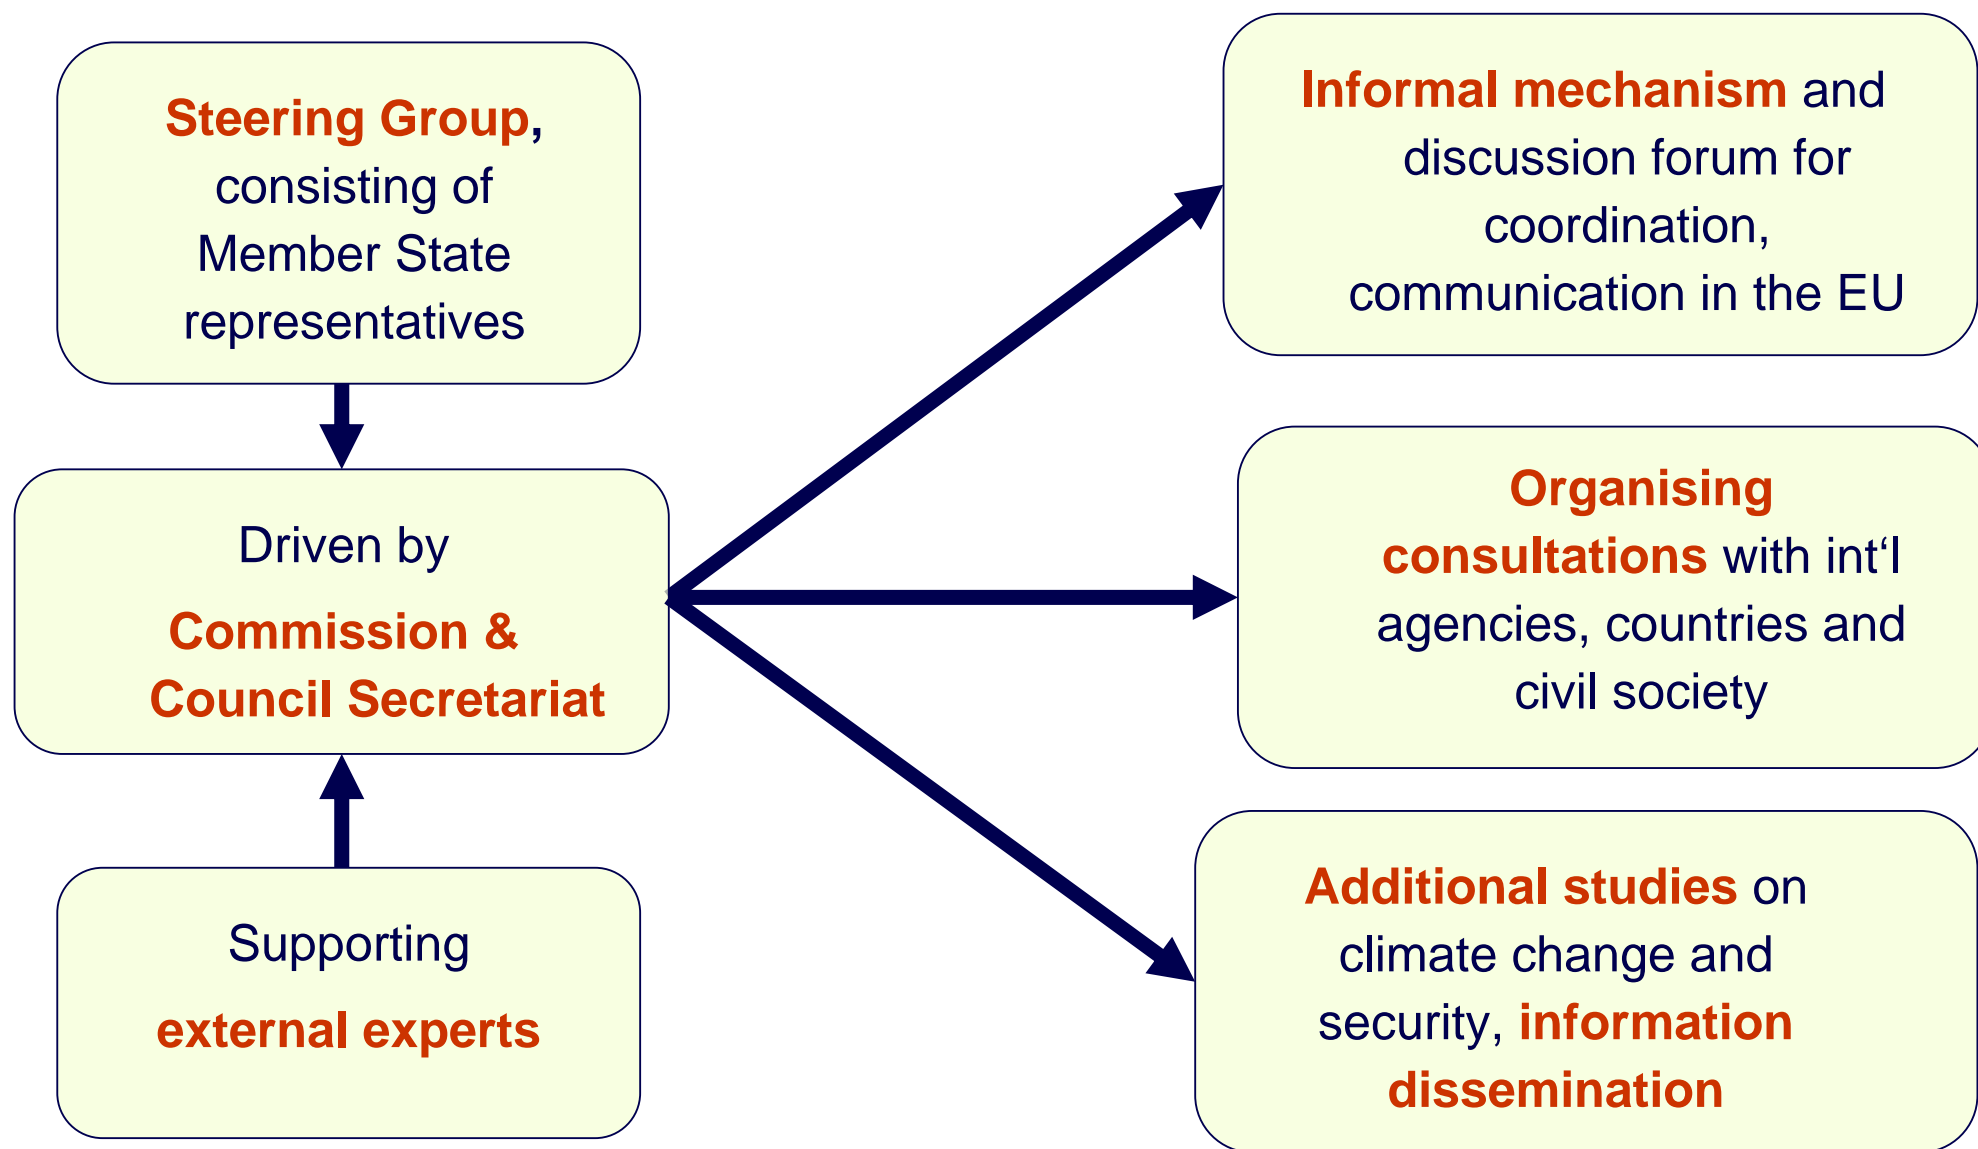 Steering Group,
consisting of
Member State
representatives
Driven by
Commission &
Council Secretariat
Supporting
external experts
Informal mechanism and
discussion forum for
coordination,
communication in the EU
Organising
consultations with int‘l
agencies, countries and
civil society
Additional studies on
climate change and
security, information
dissemination